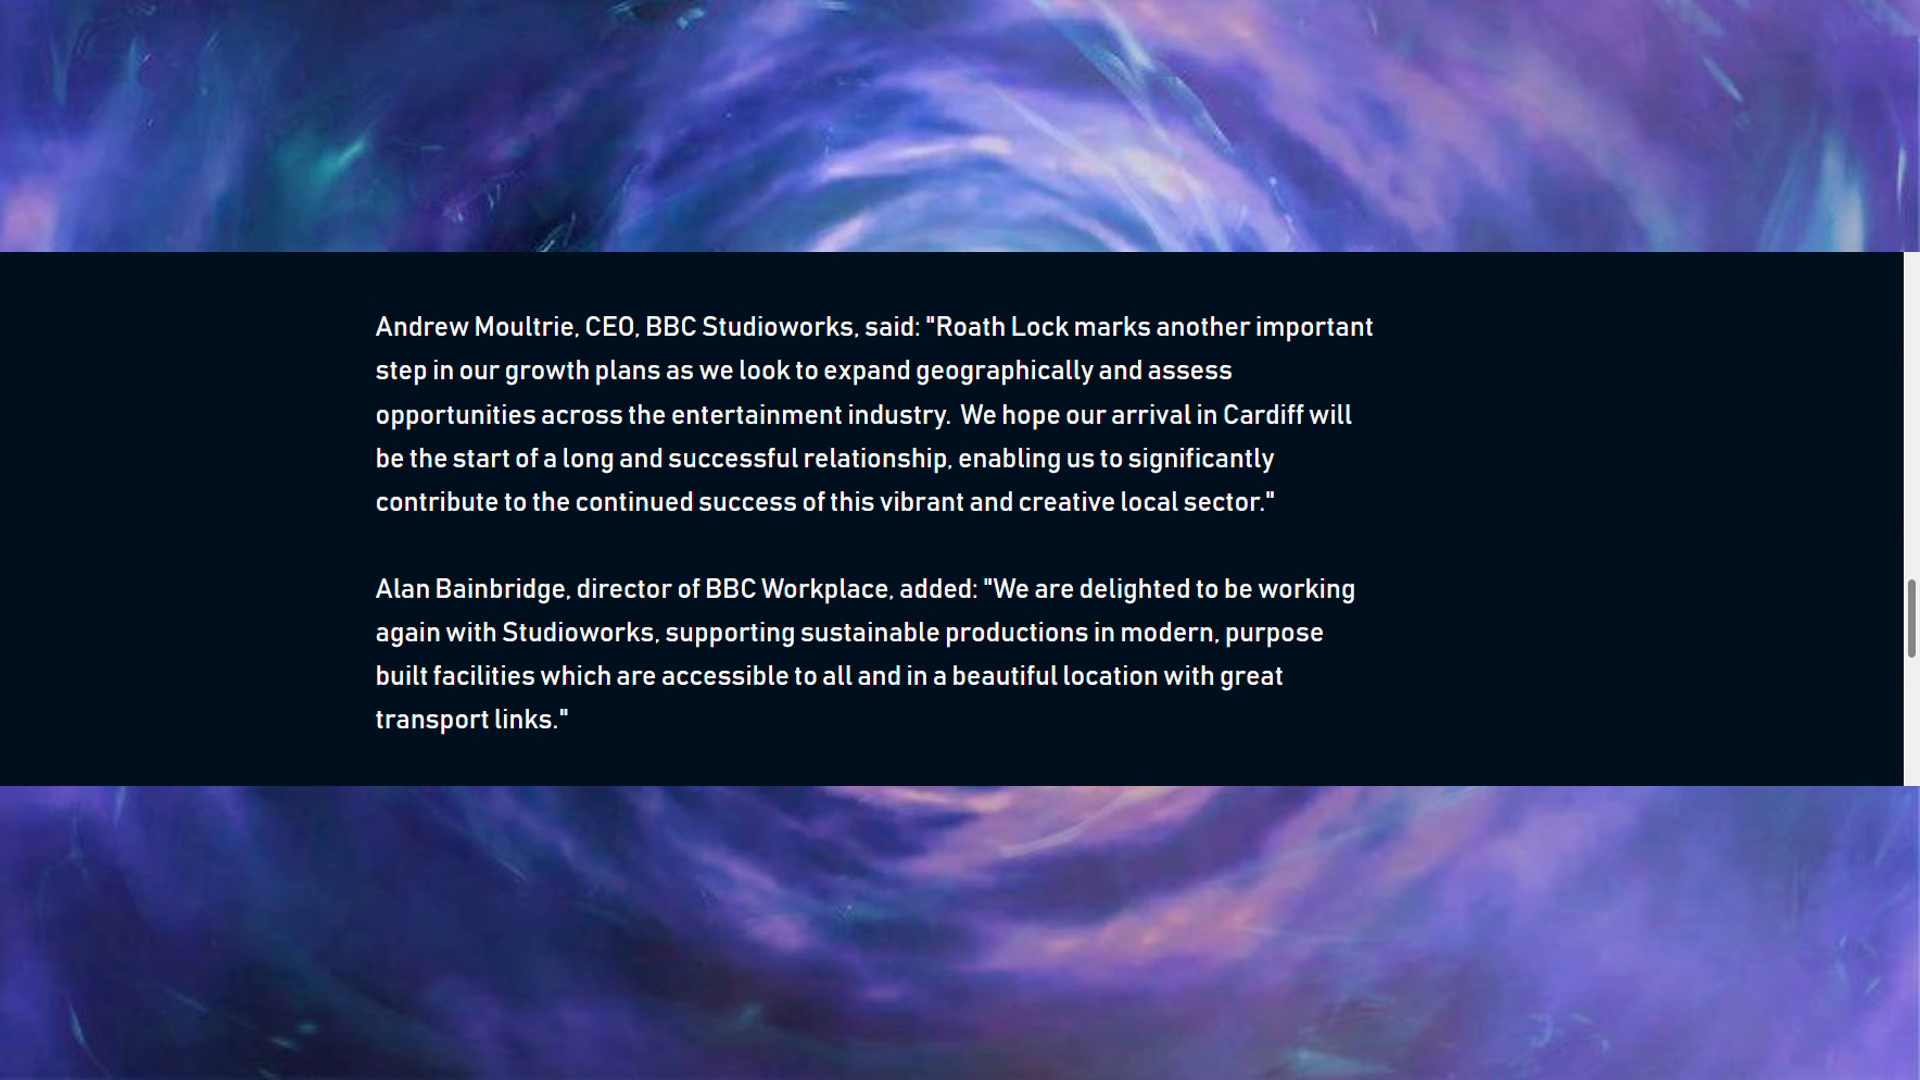 Andrew Moultrie, CEO, BBC Studioworks, said: "Roath Lock marks another important
step in our growth plans as we look to expand geographically and assess
opportunities across the entertainment industry.  We hope our arrival in Cardiff will
be the start of a long and successful relationship, enabling us to significantly
contribute to the continued success of this vibrant and creative local sector."
Alan Bainbridge, director of BBC Workplace, added: "We are delighted to be working
again with Studioworks, supporting sustainable productions in modern, purpose
built facilities which are accessible to all and in a beautiful location with great
transport links."